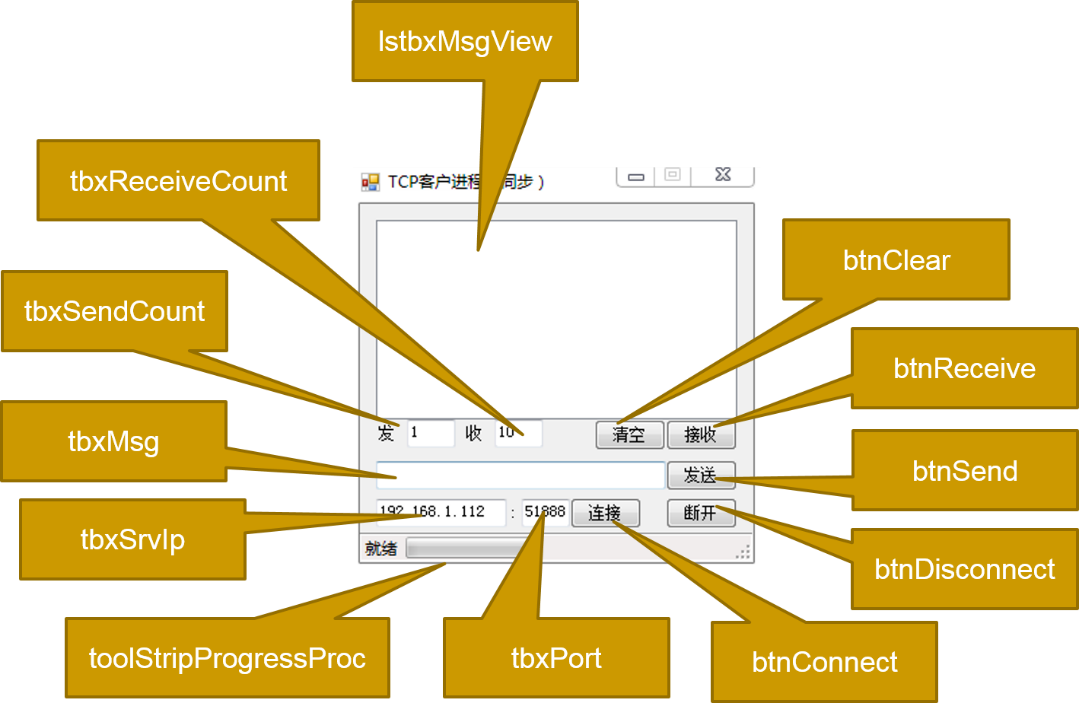 lstbxMsgView
tbxReceiveCount
TCP客户进程 同步 )
btnClear
tbxSendCount
btnReceive
发 1 收 10 清空 接收
tbxMsg
发送
btnSend
192.168.1.112 : 51888 连接 断开
tbxSrvIp
就绪
btnDisconnect
toolStripProgressProc
tbxPort
btnConnect